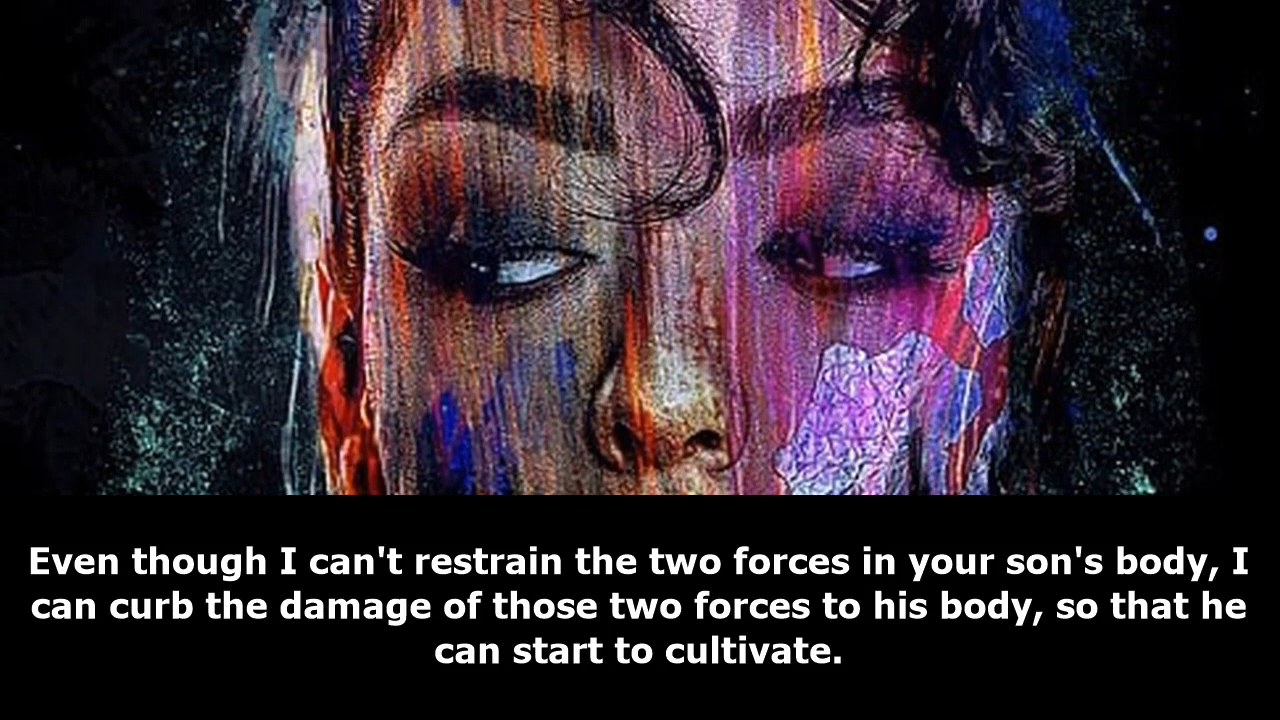 Even though I can't restrain the two forces in your son's body, I
can curb the damage of those two forces to his body, so that he
can start to cultivate.